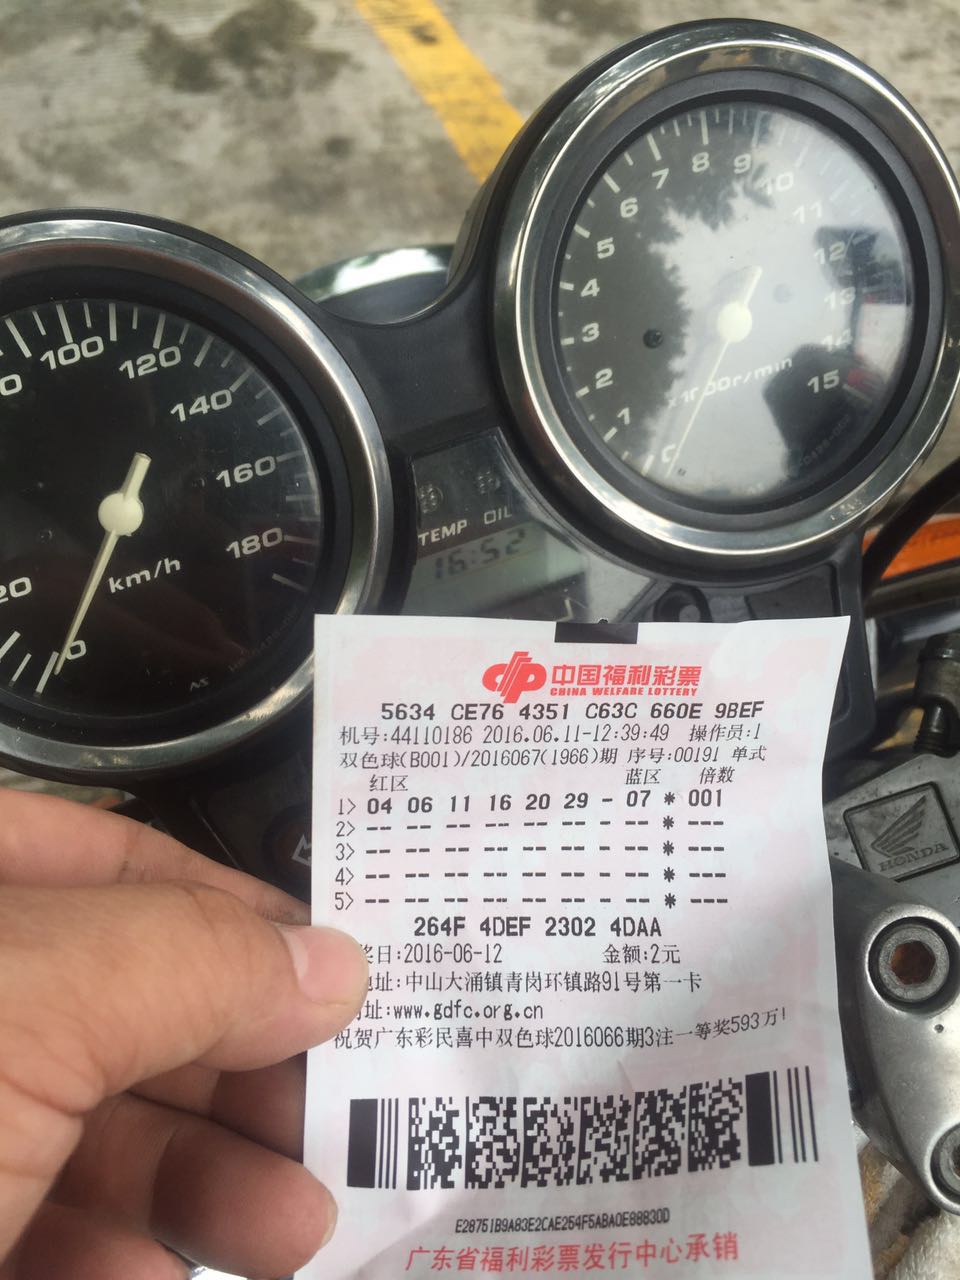 0
20
100
120
140
160
180
km/h
0
1
2
3
4
5
6
7
8
9
10
11
12
13
14
15
TEMP OIL
16:52
HONDA
中国福利彩票
CHINA WELFARE LOTTERY
5634 CE76 4351 C63C 660E 9BEF
机号:44110186 2016.06.11-12:39:49 操作员:1
双色球(B001)/2016067(1966)期 序号:00191 单式
红区 蓝区 倍数
1> 04 06 11 16 20 29 - 07 * 001
2> -- -- -- -- -- -- - -- * ---
3> -- -- -- -- -- -- - -- * ---
4> -- -- -- -- -- -- - -- * ---
5> -- -- -- -- -- -- - -- * ---
264F 4DEF 2302 4DAA
奖日:2016-06-12 金额:2元
址:中山大涌镇青岗环镇路91号第一卡
址:www.gdfc.org.cn
祝贺广东彩民喜中双色球2016066期3注一等奖593万!
E28751B9A83E2CAE254F5ABA0E88830D
广东省福利彩票发行中心承销